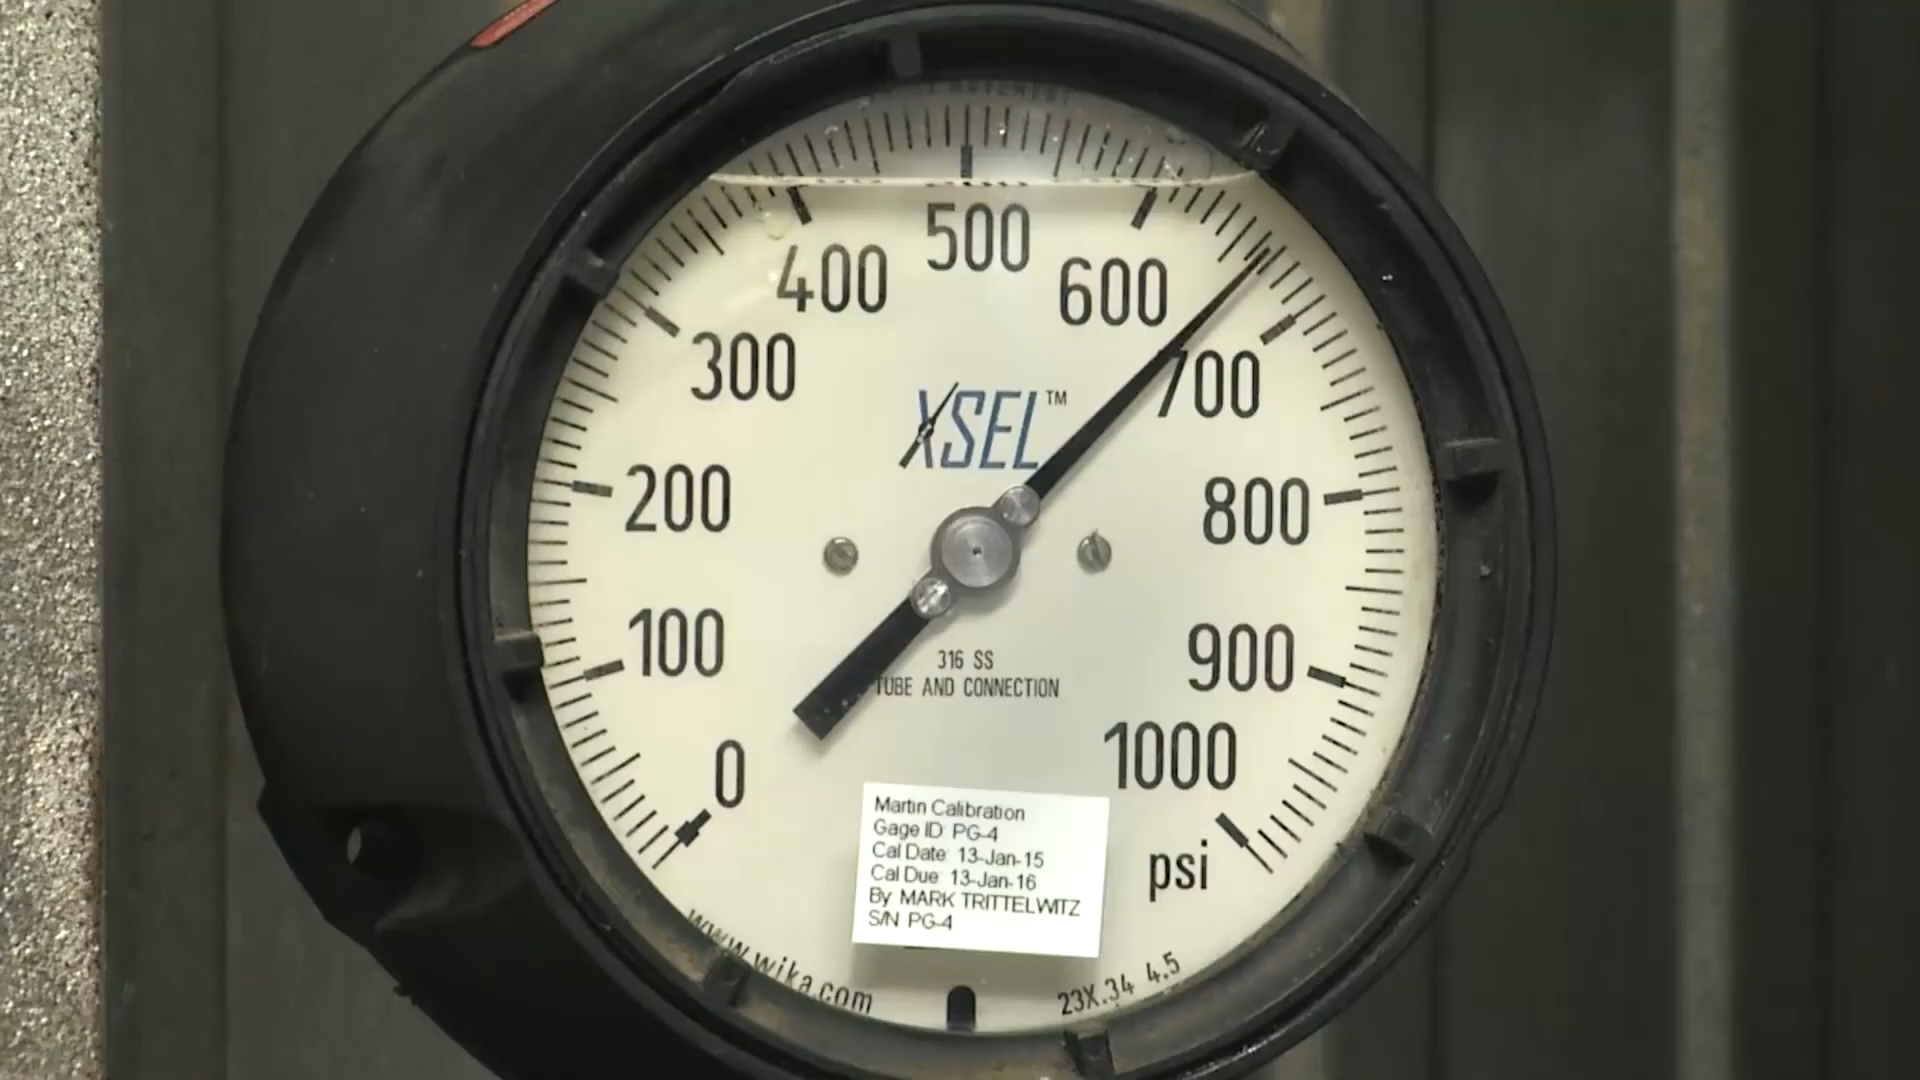 500
400
600
300
700
XSEL™
200
800
100
900
316 SS
TUBE AND CONNECTION
0
1000
Martin Calibration
Gage ID: PG-4
Cal Date: 13-Jan-15
Cal Due: 13-Jan-16
By: MARK TRITTELWITZ
S/N: PG-4
psi
www.wika.com
23X.34 4.5